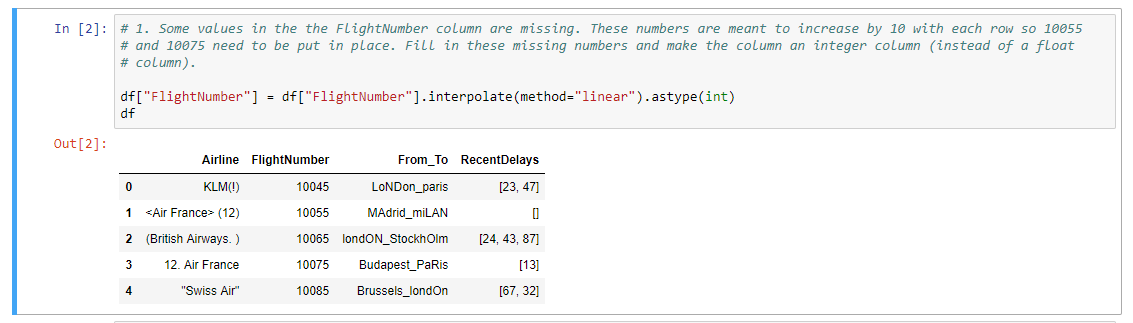 In [2]: # 1. Some values in the the FlightNumber column are missing. These numbers are meant to increase by 10 with each row so 10055
# and 10075 need to be put in place. Fill in these missing numbers and make the column an integer column (instead of a float
# column).
df["FlightNumber"] = df["FlightNumber"].interpolate(method="linear").astype(int)
df
Out[2]:
Airline FlightNumber From_To RecentDelays
0 KLM(!) 10045 LoNDon_paris [23, 47]
1 <Air France> (12) 10055 MAdrid_miLAN []
2 (British Airways. ) 10065 londON_StockhOlm [24, 43, 87]
3 12. Air France 10075 Budapest_PaRis [13]
4 "Swiss Air" 10085 Brussels_londOn [67, 32]